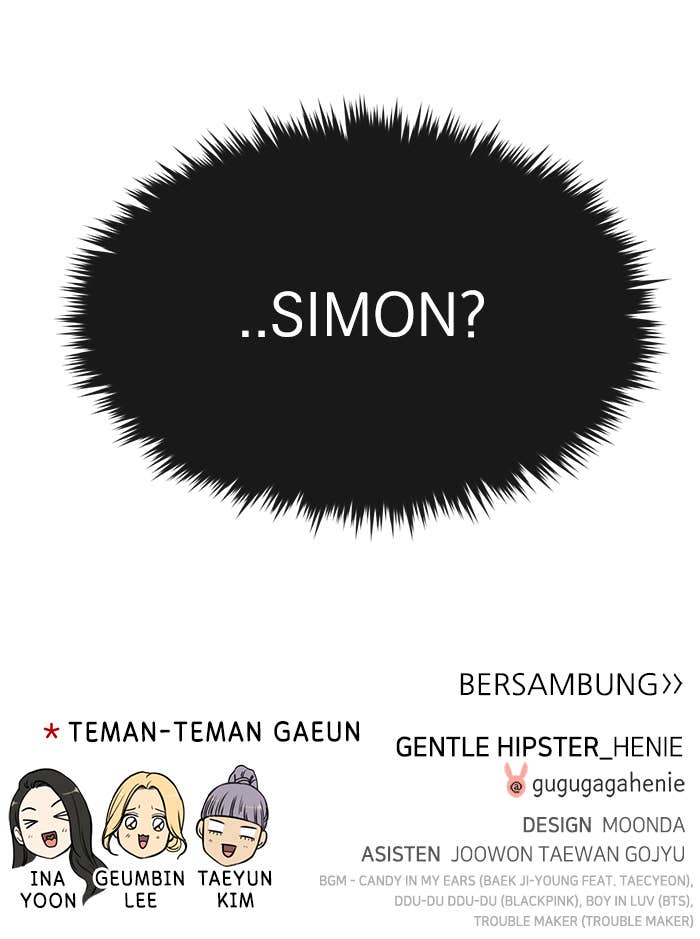 ..SIMON?
BERSAMBUNG>>
* TEMAN-TEMAN GAEUN
INA
YOON
GEUMBIN
LEE
TAEYUN
KIM
GENTLE HIPSTER_HENIE
@ gugugagahenie
DESIGN MOONDA
ASISTEN JOOWON TAEWAN GOJYU
BGM - CANDY IN MY EARS (BAEK JI-YOUNG FEAT. TAECYEON),
DDU-DU DDU-DU (BLACKPINK), BOY IN LUV (BTS),
TROUBLE MAKER (TROUBLE MAKER)